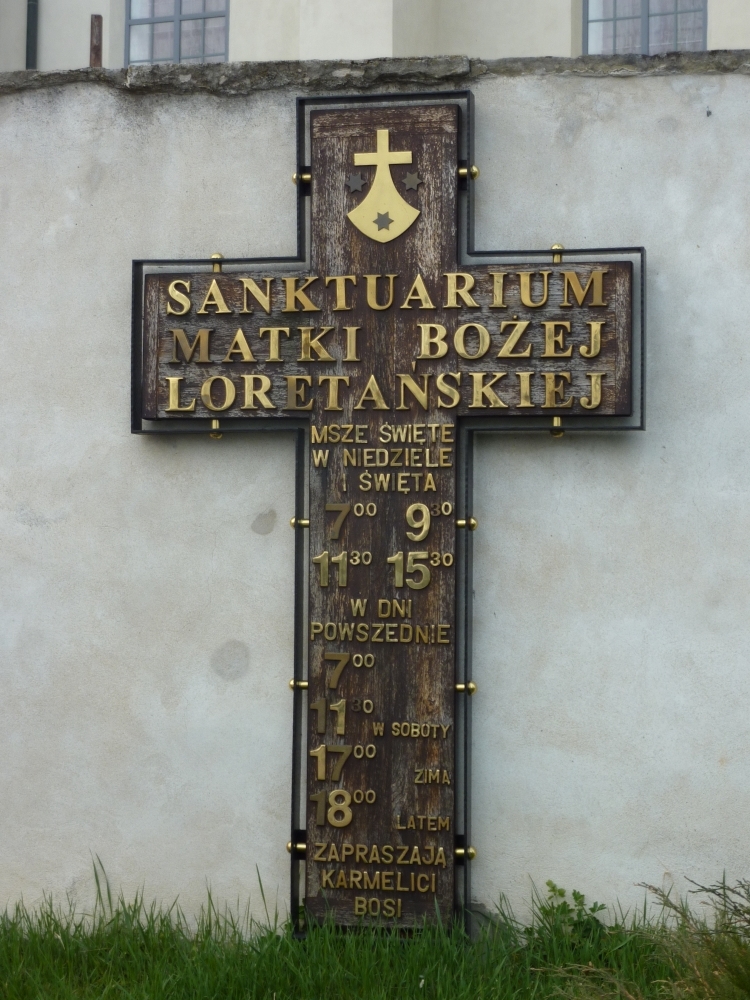 SANKTUARIUM
MATKI BOŻEJ
LORETAŃSKIEJ
MSZE ŚWIĘTE
W NIEDZIELE
I ŚWIĘTA
7⁰⁰ 9³⁰
11³⁰ 15³⁰
W DNI
POWSZEDNIE
7⁰⁰
11³⁰ W SOBOTY
17⁰⁰ ZIMA
18⁰⁰ LATEM
ZAPRASZAJĄ
KARMELICI
BOSI